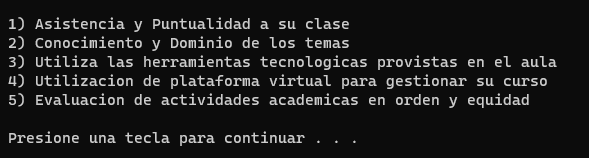 1) Asistencia y Puntualidad a su clase
2) Conocimiento y Dominio de los temas
3) Utiliza las herramientas tecnologicas provistas en el aula
4) Utilizacion de plataforma virtual para gestionar su curso
5) Evaluacion de actividades academicas en orden y equidad
Presione una tecla para continuar . . .